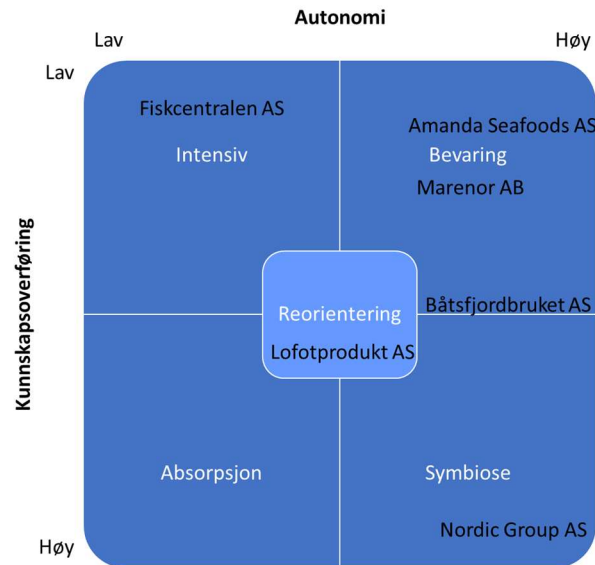 Autonomi
Lav
Høy
Lav
Fiskcentralen AS
Amanda Seafoods AS
Intensiv
Bevaring
Marenor AB
Kunnskapsoverføring
Reorientering
Båtsfjordbruket AS
Lofotprodukt AS
Absorpsjon
Symbiose
Nordic Group AS
Høy